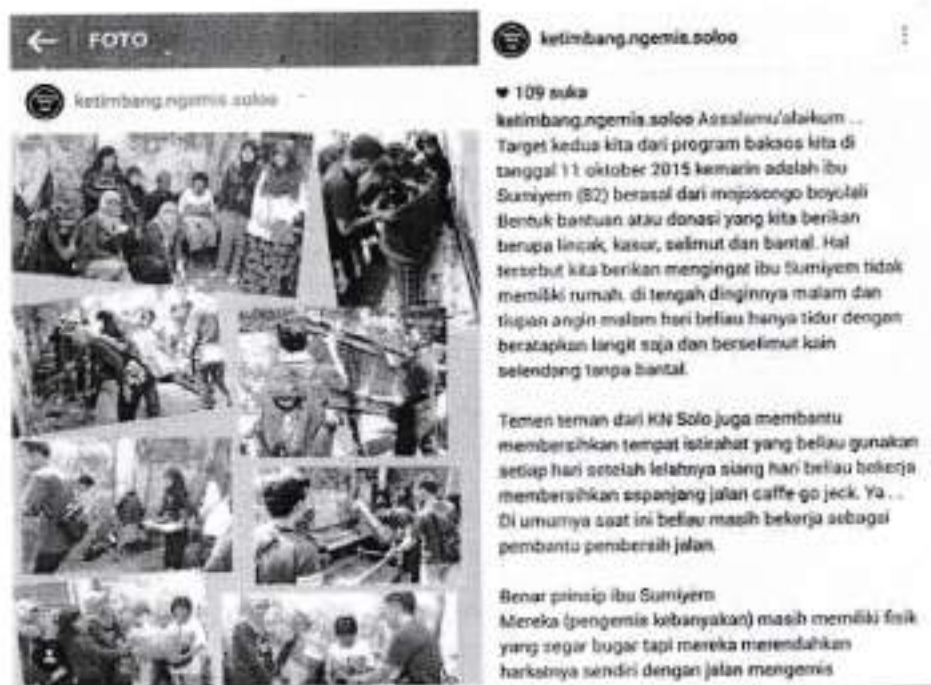 FOTO
ketimbang.ngemis.soloo
ketimbang.ngemis.soloo
109 suka
ketimbang.ngemis.soloo Assalamu'alaikum ...
Target kedua kita dari program baksos kita di
tanggal 11 oktober 2015 kemarin adalah ibu
Sumiyem (82) berasal dari mojosongo boyolali
Bentuk bantuan atau donasi yang kita berikan
berupa lincak, kasur, selimut dan bantal. Hal
tersebut kita berikan mengingat ibu Sumiyem tidak
memiliki rumah. di tengah dinginnya malam dan
tiupan angin malam hari beliau hanya tidur dengan
beratapkan langit saja dan berselimut kain
selendang tanpa bantal.
Temen teman dari KN Solo juga membantu
membersihkan tempat istirahat yang beliau gunakan
setiap hari setelah lelahnya siang hari beliau bekerja
membersihkan sepanjang jalan caffe go jeck. Ya ...
Di umurnya saat ini beliau masih bekerja sebagai
pembantu pembersih jalan.
Benar prinsip ibu Sumiyem
Mereka (pengemis kebanyakan) masih memiliki fisik
yang segar bugar tapi mereka merendahkan
harkatnya sendiri dengan jalan mengemis